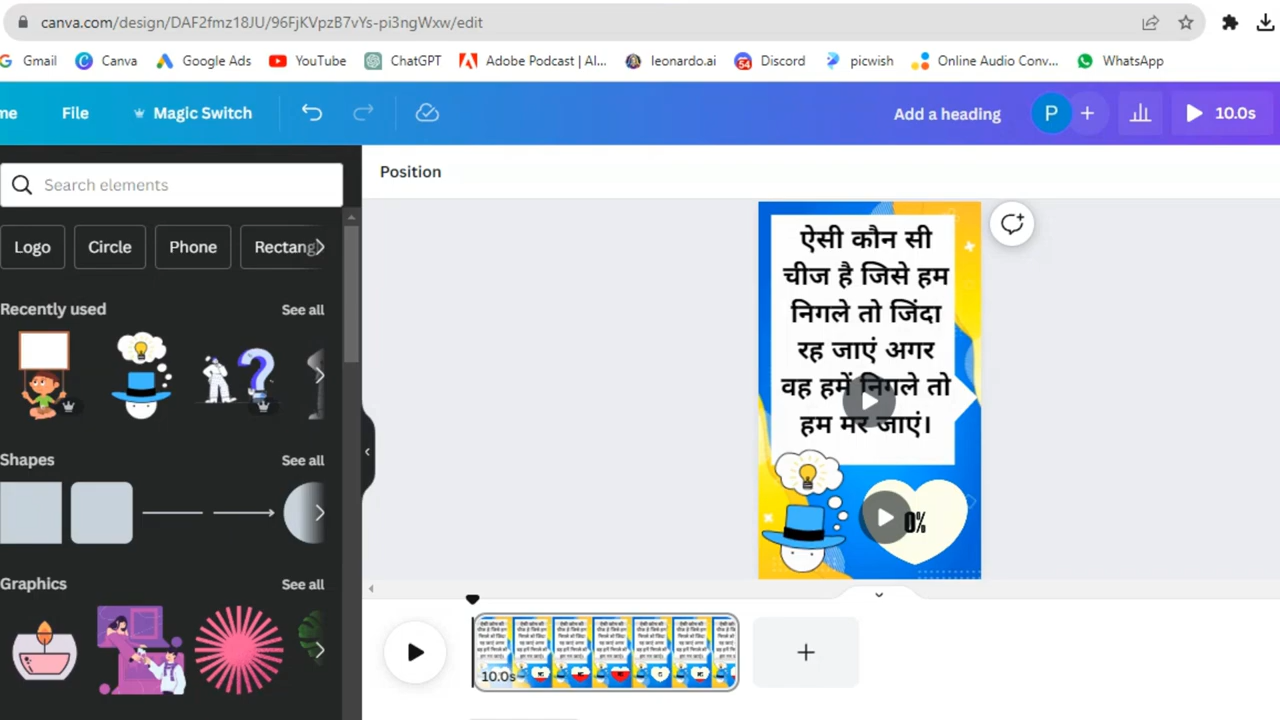 canva.com/design/DAF2fmz18JU/96FjKVpzB7vYs-pi3ngWxw/edit
Gmail Canva Google Ads YouTube ChatGPT Adobe Podcast | AI... leonardo.ai Discord picwish Online Audio Conv... WhatsApp
me File Magic Switch Add a heading P + 10.0s
Search elements
Position
Logo Circle Phone Rectang
Recently used See all
Shapes See all
Graphics See all
ऐसी कौन सी
चीज है जिसे हम
निगले तो जिंदा
रह जाएं अगर
वह हमें निगले तो
हम मर जाएं।
0%
10.0s